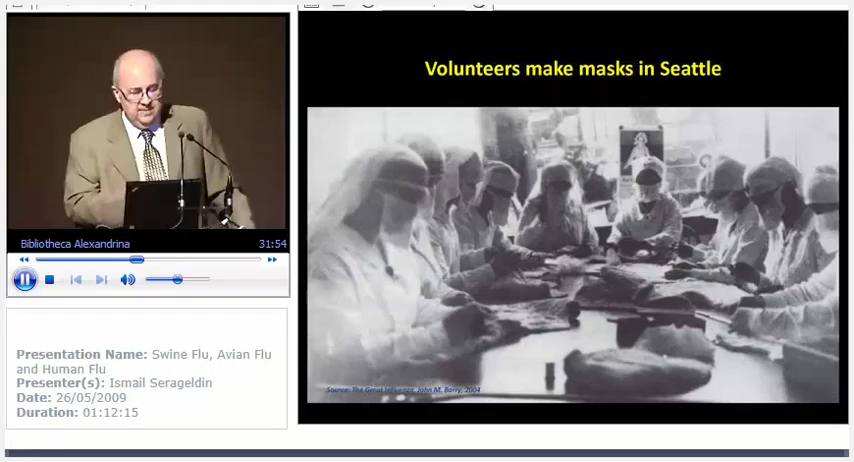 Volunteers make masks in Seattle
Source: The Great Influenza, John M. Barry, 2004
Bibliotheca Alexandrina 31:54
Presentation Name: Swine Flu, Avian Flu
and Human Flu
Presenter(s): Ismail Serageldin
Date: 26/05/2009
Duration: 01:12:15